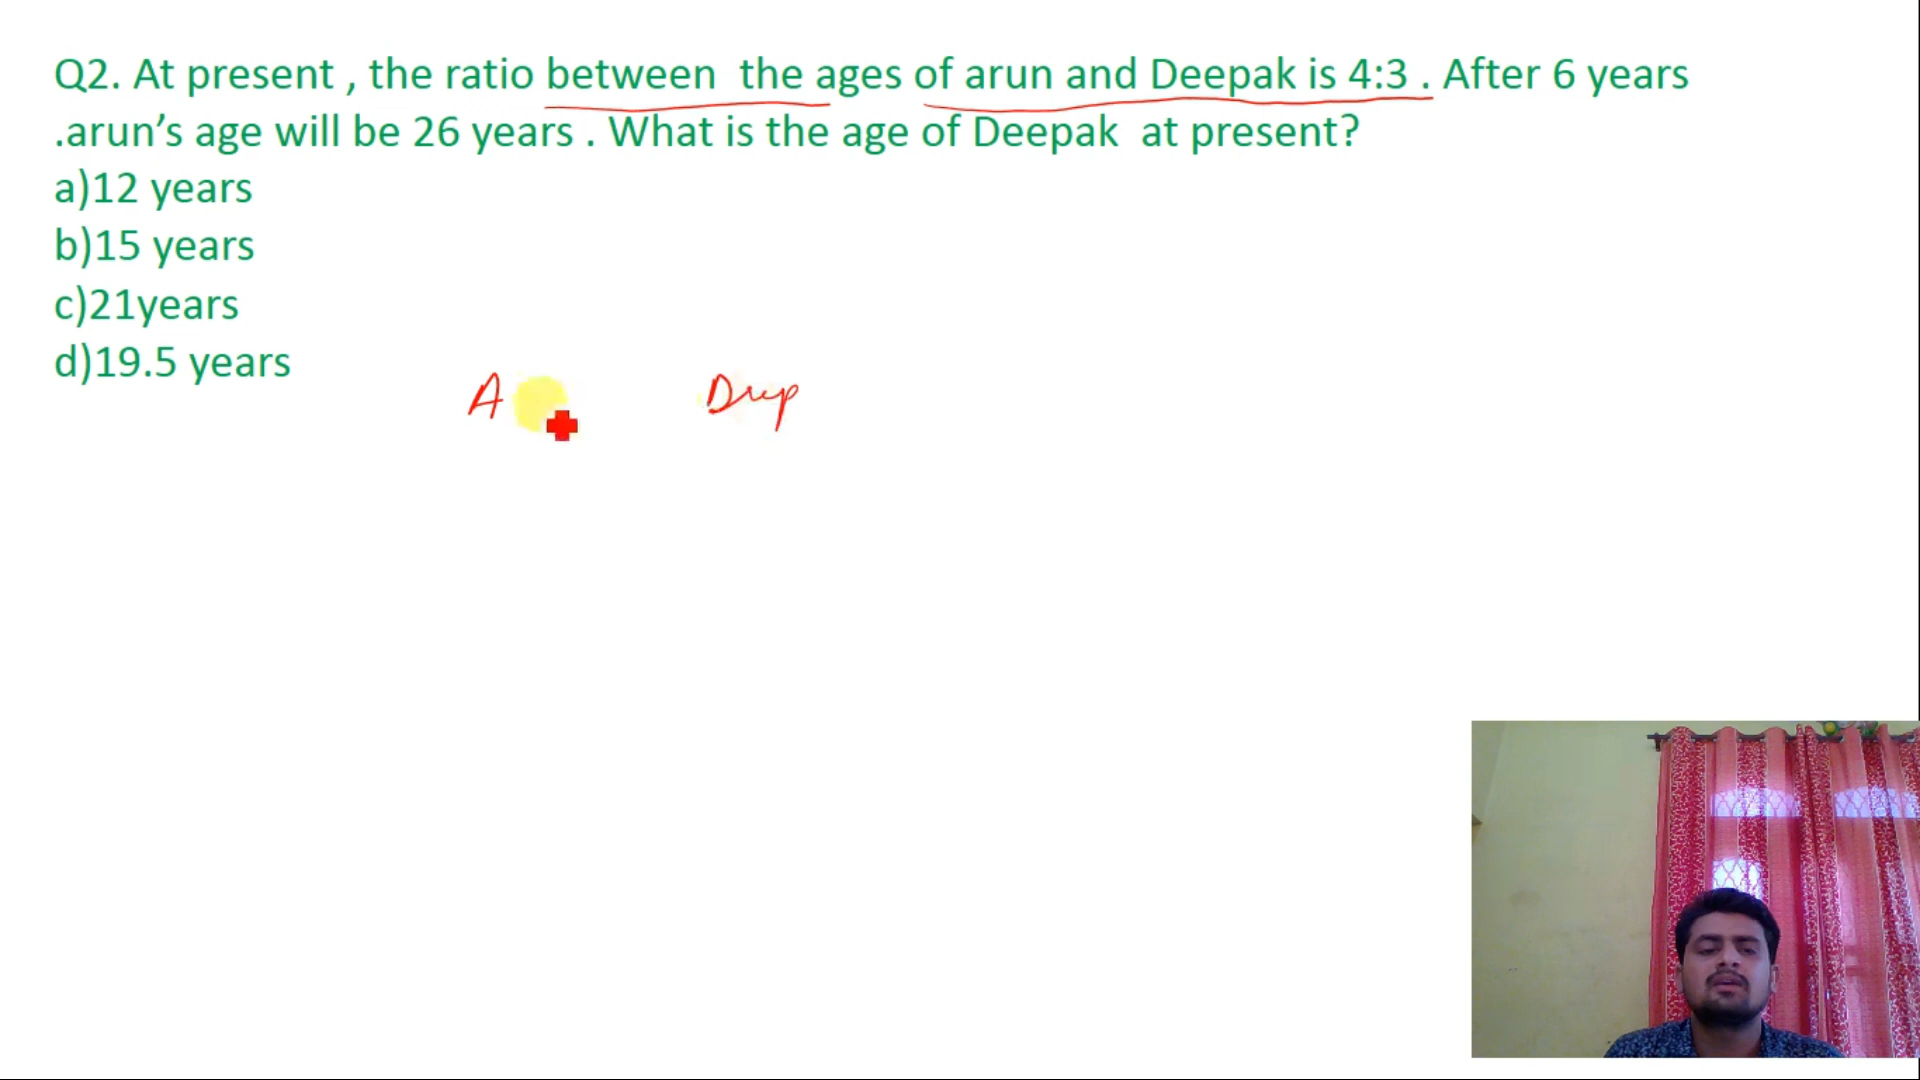 Q2. At present , the ratio between the ages of arun and Deepak is 4:3 . After 6 years
.arun’s age will be 26 years . What is the age of Deepak at present?
a)12 years
b)15 years
c)21years
d)19.5 years
A Deep